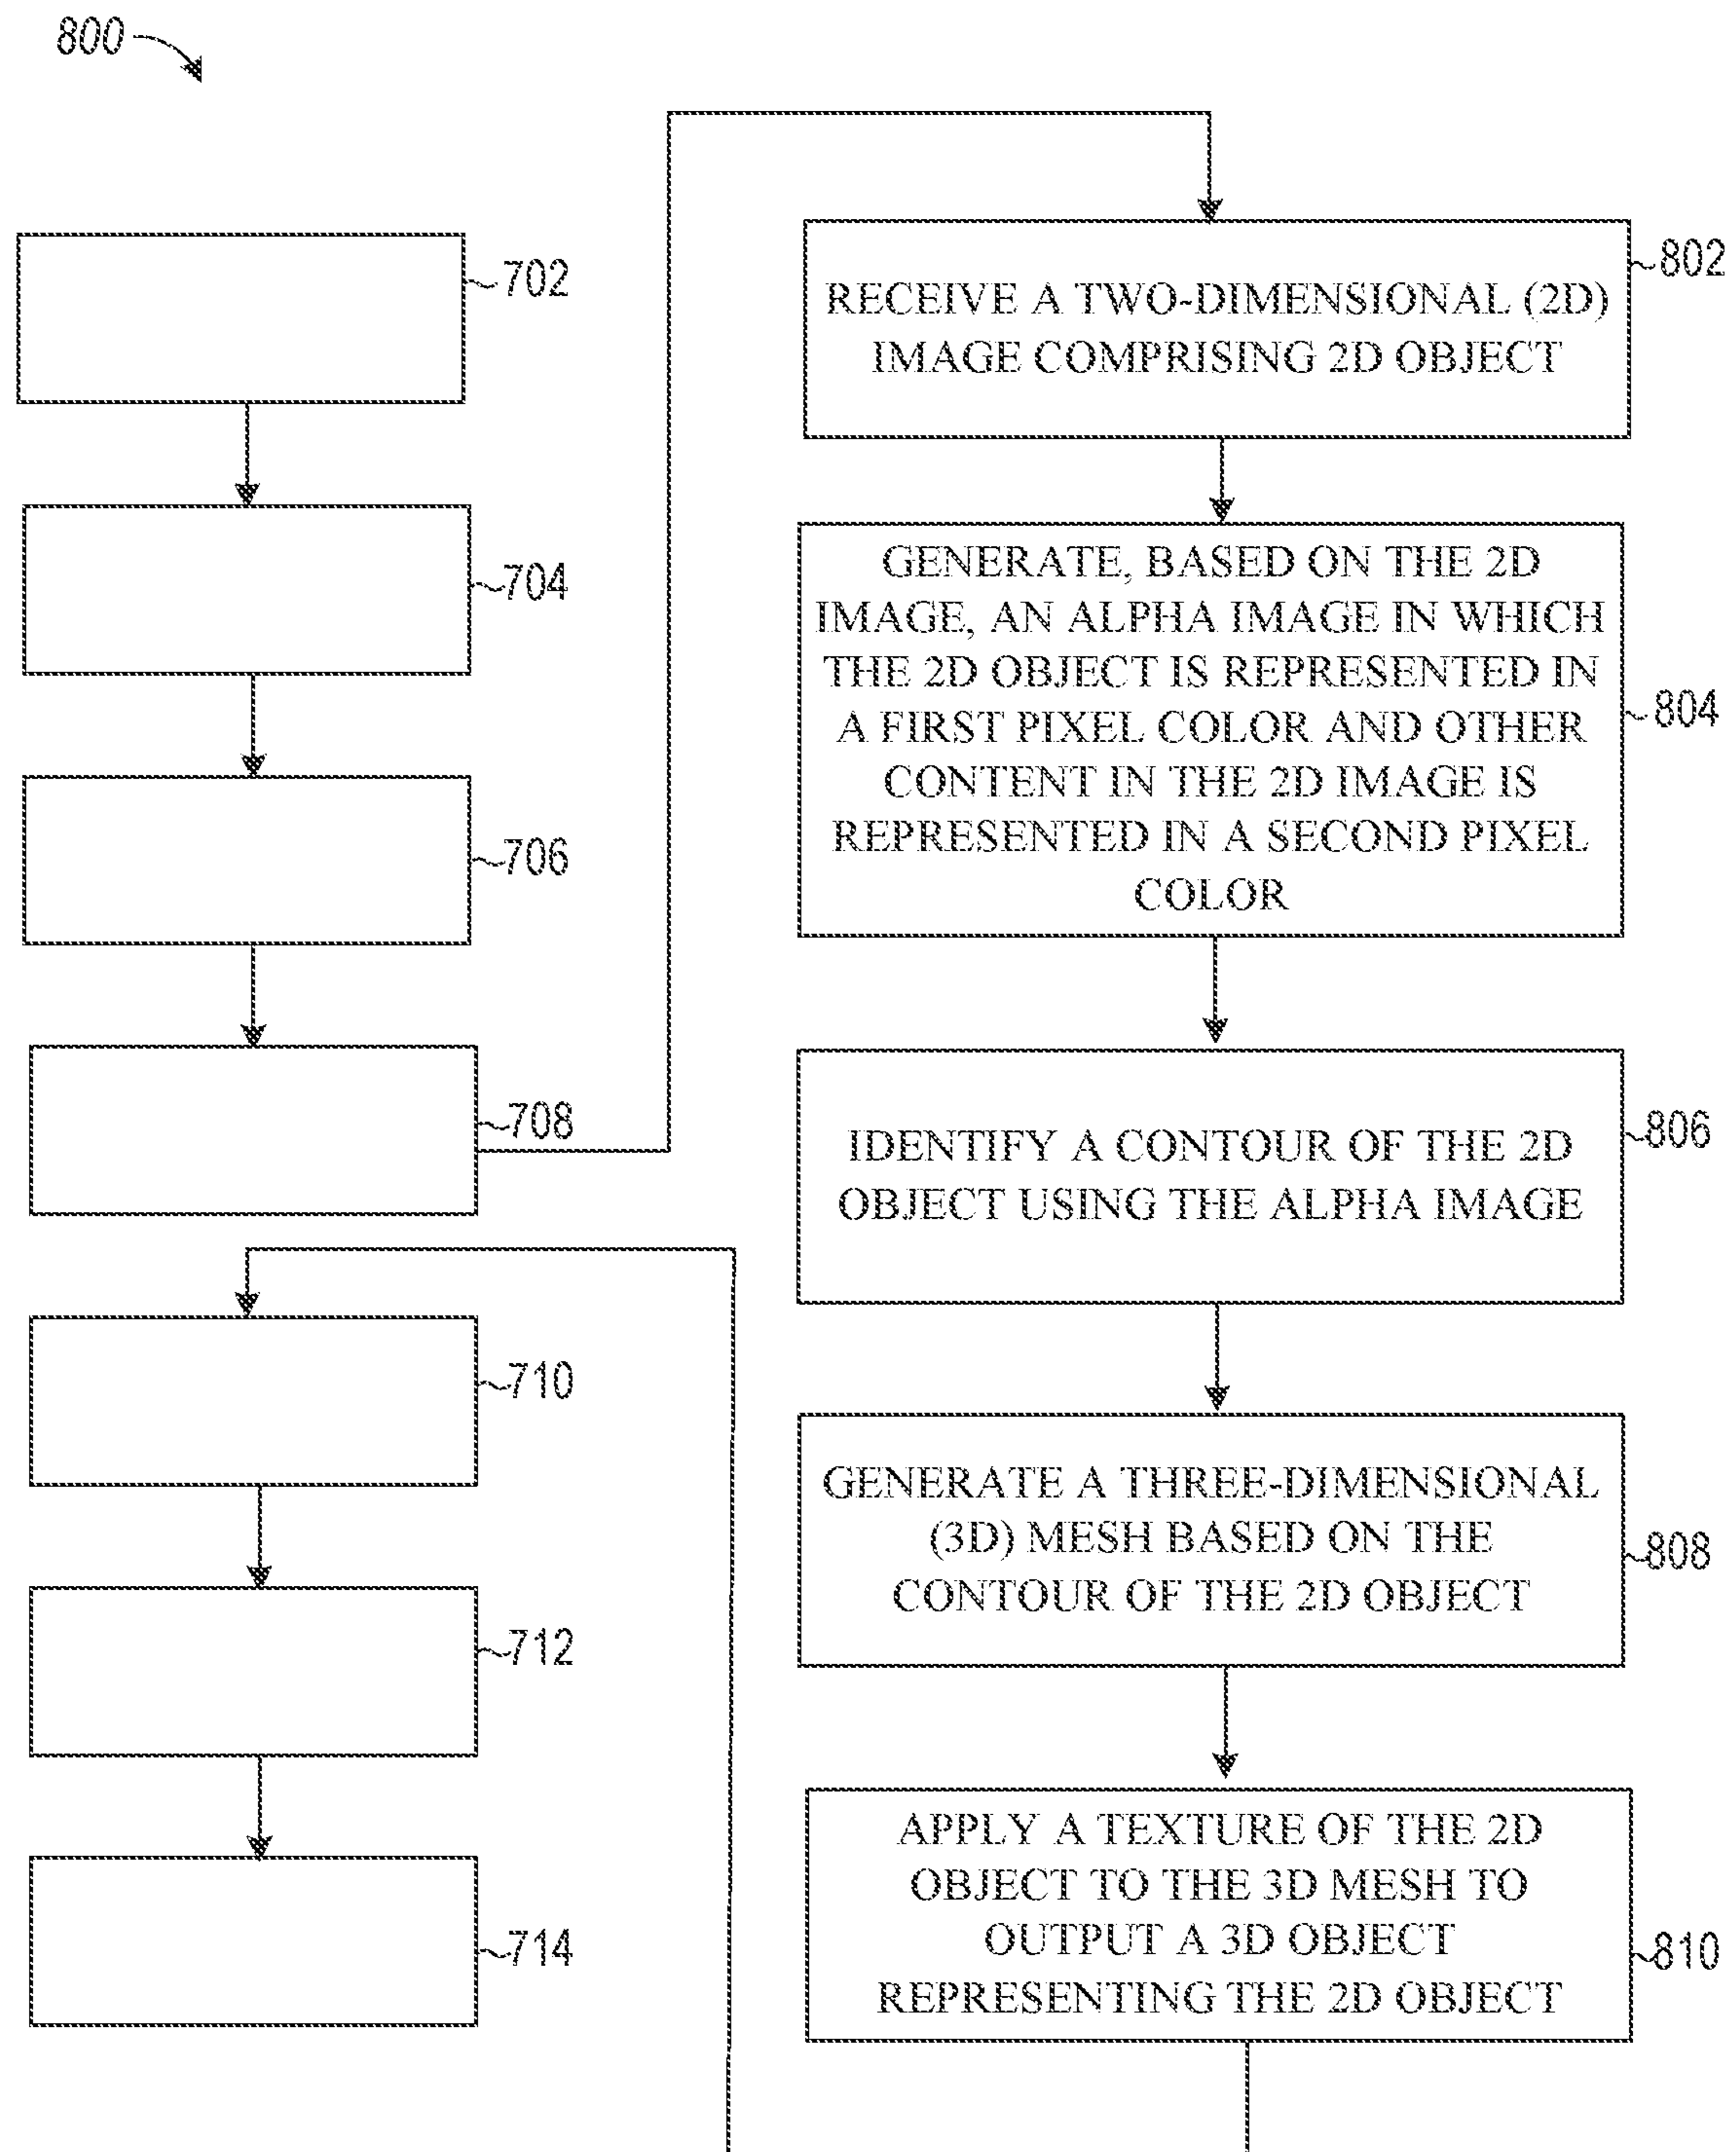 800
702
704
706
708
710
712
714
802
RECEIVE A TWO-DIMENSIONAL (2D)
IMAGE COMPRISING 2D OBJECT
GENERATE, BASED ON THE 2D
IMAGE, AN ALPHA IMAGE IN WHICH
THE 2D OBJECT IS REPRESENTED IN
A FIRST PIXEL COLOR AND OTHER
CONTENT IN THE 2D IMAGE IS
REPRESENTED IN A SECOND PIXEL
COLOR
804
IDENTIFY A CONTOUR OF THE 2D
OBJECT USING THE ALPHA IMAGE
806
GENERATE A THREE-DIMENSIONAL
(3D) MESH BASED ON THE
CONTOUR OF THE 2D OBJECT
808
APPLY A TEXTURE OF THE 2D
OBJECT TO THE 3D MESH TO
OUTPUT A 3D OBJECT
REPRESENTING THE 2D OBJECT
810